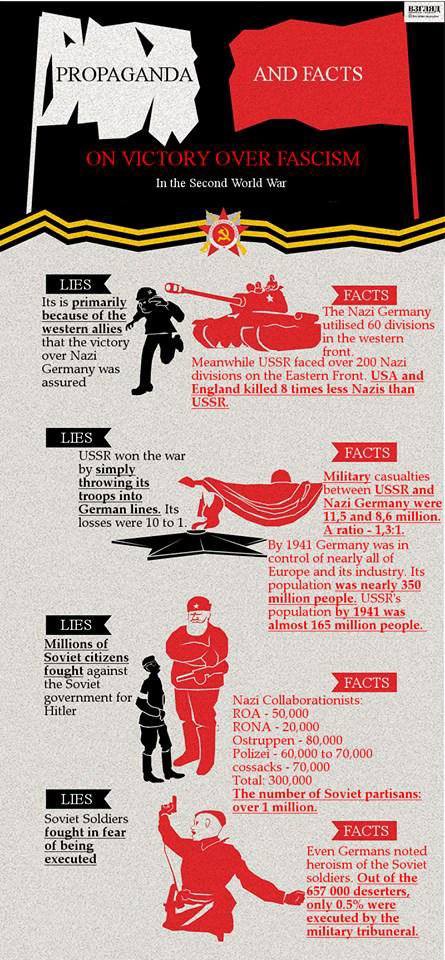 ВЗГЛЯД
PROPAGANDA
AND FACTS
ON VICTORY OVER FASCISM
In the Second World War
LIES
Its is primarily
because of the
western allies
that the victory
over Nazi
Germany was
assured
FACTS
The Nazi Germany
utilised 60 divisions
in the western
front.
Meanwhile USSR faced over 200 Nazi
divisions on the Eastern Front. USA and
England killed 8 times less Nazis than
USSR.
LIES
USSR won the war
by simply
throwing its
troops into
German lines. Its
losses were 10 to 1.
FACTS
Military casualties
between USSR and
Nazi Germany were
11,5 and 8,6 million.
A ratio - 1,3:1.
By 1941 Germany was in
control of nearly all of
Europe and its industry. Its
population was nearly 350
million people. USSR's
population by 1941 was
almost 165 million people.
LIES
Millions of
Soviet citizens
fought against
the Soviet
government for
Hitler
FACTS
Nazi Collaborationists:
ROA - 50,000
RONA - 20,000
Ostruppen - 80,000
Polizei - 60,000 to 70,000
cossacks - 70,000
Total: 300,000
The number of Soviet partisans:
over 1 million.
LIES
Soviet Soldiers
fought in fear
of being
executed
FACTS
Even Germans noted
heroism of the Soviet
soldiers. Out of the
657 000 deserters,
only 0.5% were
executed by the
military tribuneral.